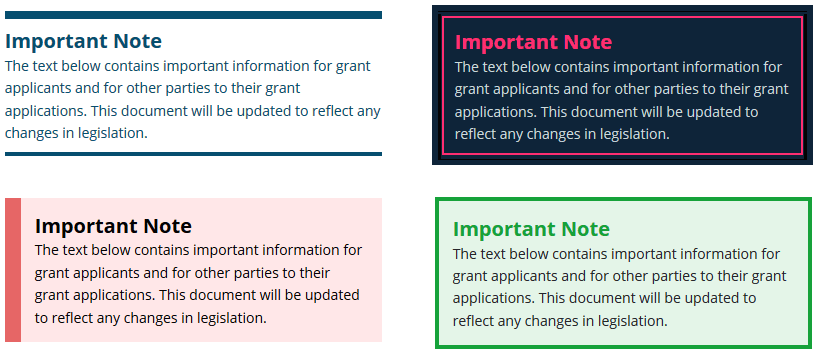 Important Note
The text below contains important information for grant
applicants and for other parties to their grant
applications. This document will be updated to reflect any
changes in legislation.
Important Note
The text below contains important information for
grant applicants and for other parties to their grant
applications. This document will be updated to
reflect any changes in legislation.
Important Note
The text below contains important information for
grant applicants and for other parties to their
grant applications. This document will be updated
to reflect any changes in legislation.
Important Note
The text below contains important information for
grant applicants and for other parties to their grant
applications. This document will be updated to
reflect any changes in legislation.